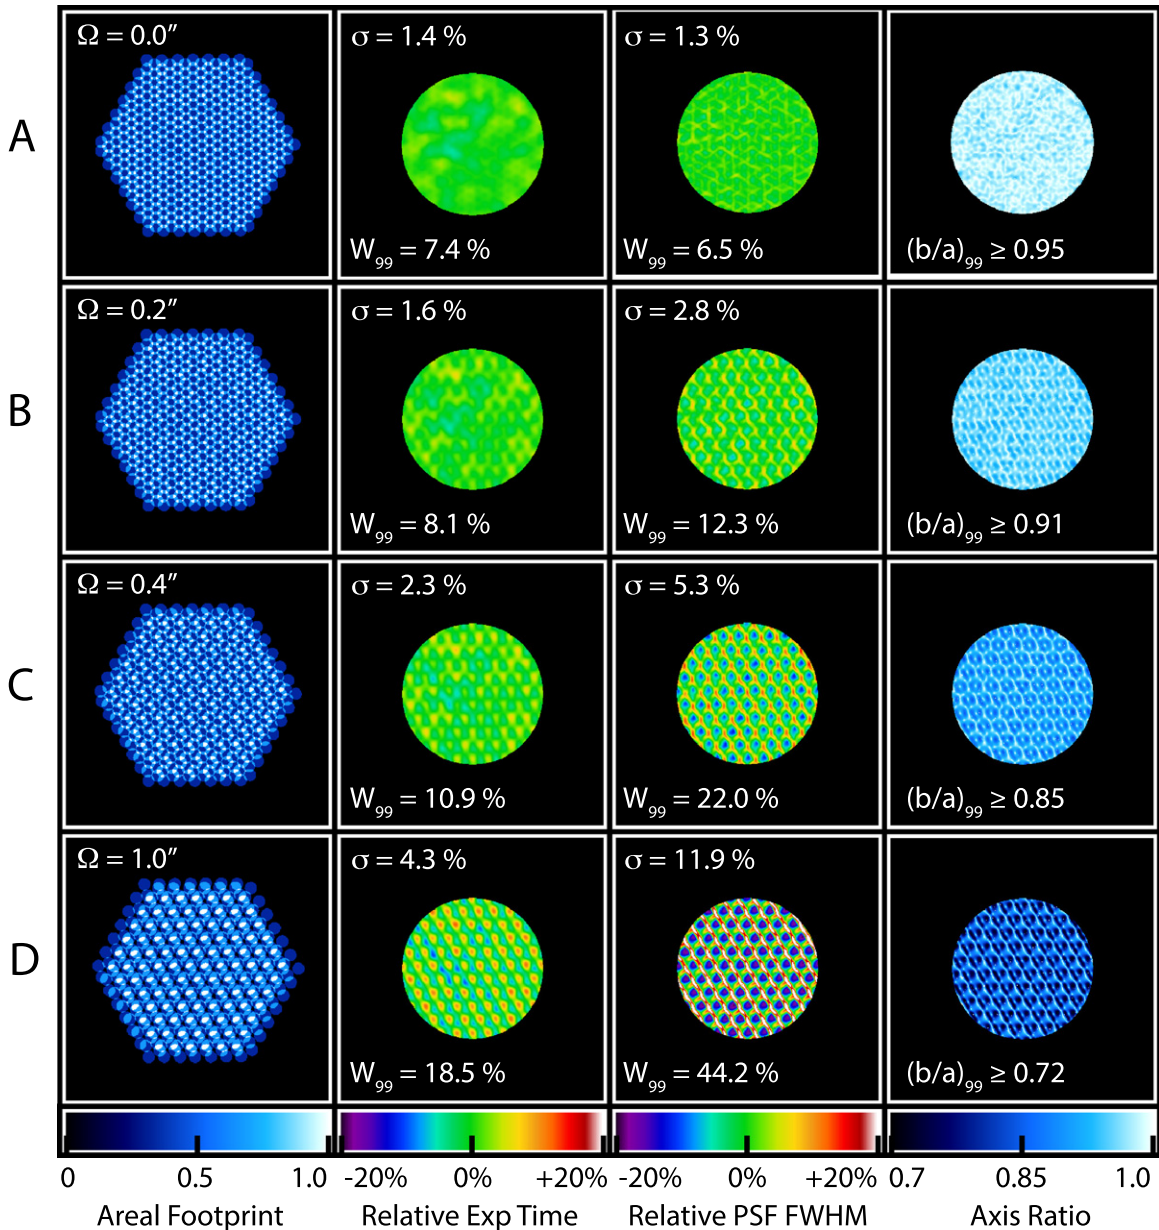 Ω = 0.0″ σ = 1.4 % σ = 1.3 %
A
W99 = 7.4 % W99 = 6.5 % (b/a)99 ≥ 0.95
Ω = 0.2″ σ = 1.6 % σ = 2.8 %
B
W99 = 8.1 % W99 = 12.3 % (b/a)99 ≥ 0.91
Ω = 0.4″ σ = 2.3 % σ = 5.3 %
C
W99 = 10.9 % W99 = 22.0 % (b/a)99 ≥ 0.85
Ω = 1.0″ σ = 4.3 % σ = 11.9 %
D
W99 = 18.5 % W99 = 44.2 % (b/a)99 ≥ 0.72
0 0.5 1.0 -20% 0% +20% -20% 0% +20% 0.7 0.85 1.0
Areal Footprint Relative Exp Time Relative PSF FWHM Axis Ratio